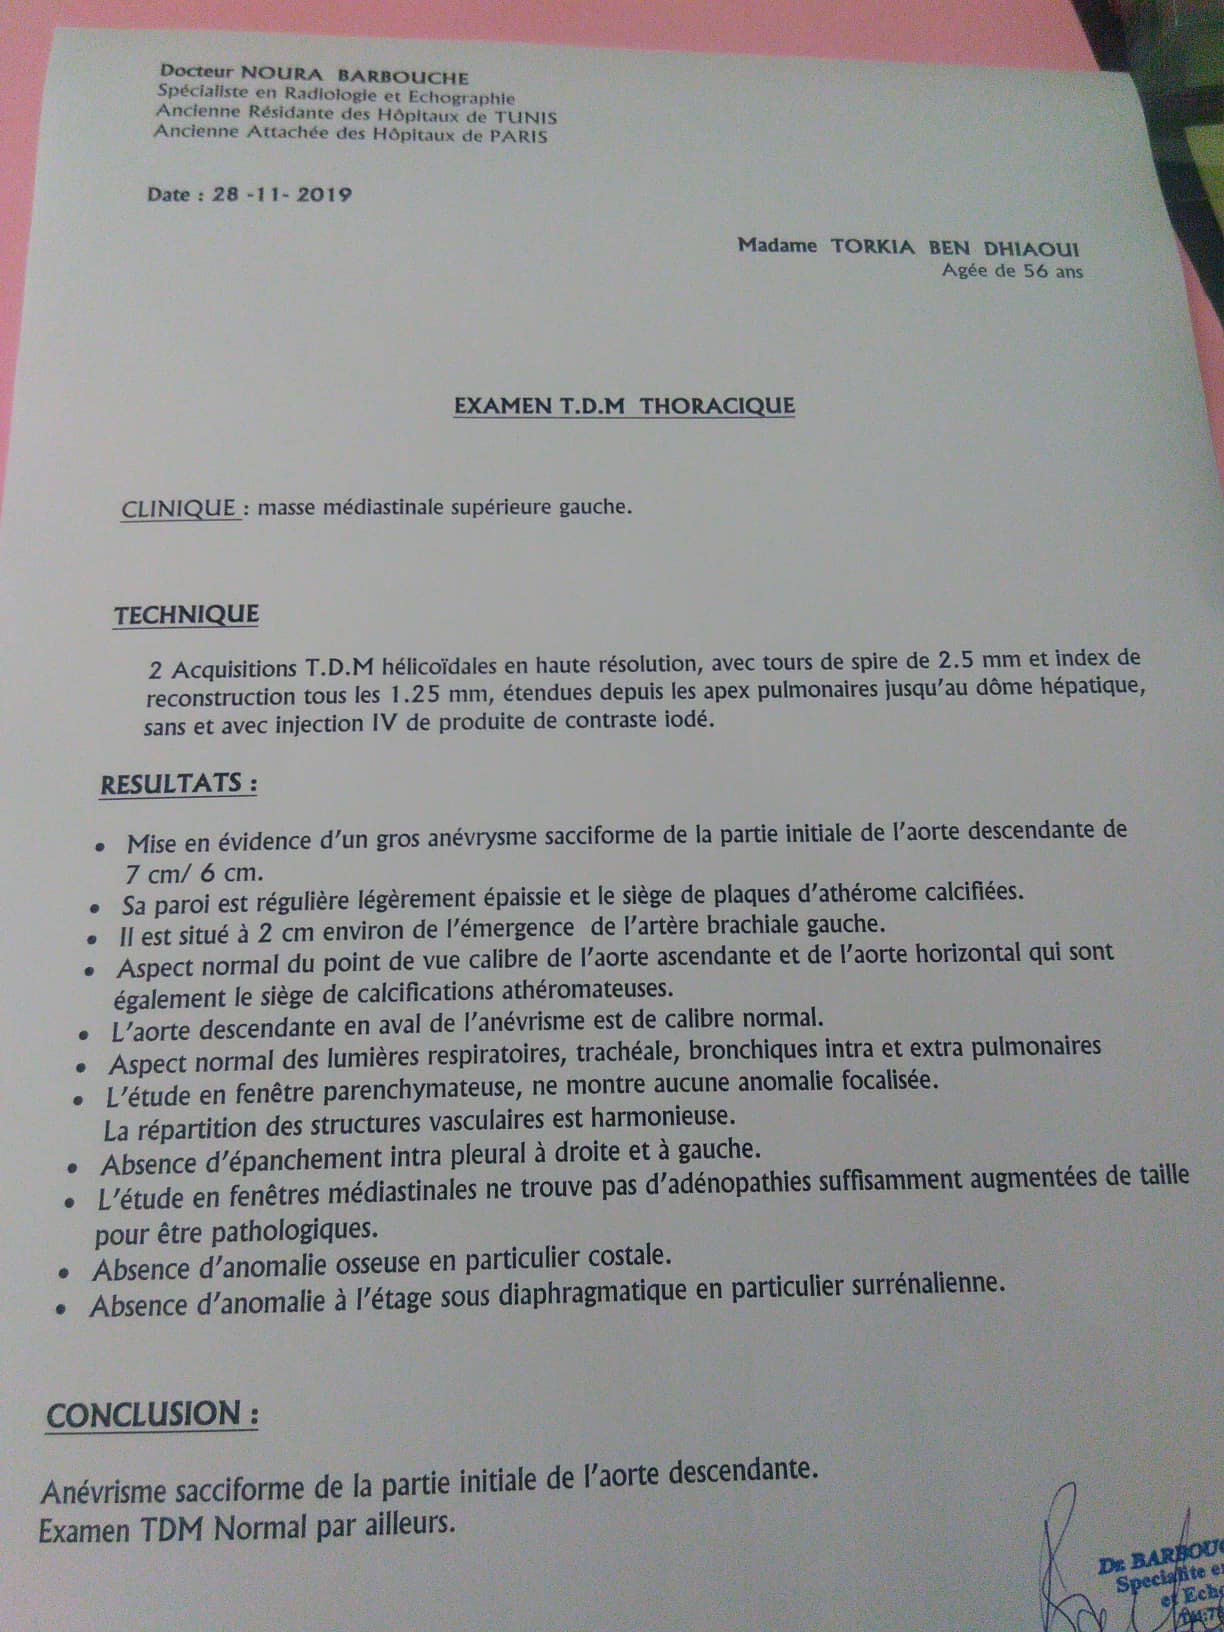 Docteur NOURA BARBOUCHE
Spécialiste en Radiologie et Echographie
Ancienne Résidante des Hôpitaux de TUNIS
Ancienne Attachée des Hôpitaux de PARIS
Date : 28 -11- 2019
Madame TORKIA BEN DHIAOUI
Agée de 56 ans
EXAMEN T.D.M THORACIQUE
CLINIQUE : masse médiastinale supérieure gauche.
TECHNIQUE
2 Acquisitions T.D.M hélicoïdales en haute résolution, avec tours de spire de 2.5 mm et index de
reconstruction tous les 1.25 mm, étendues depuis les apex pulmonaires jusqu'au dôme hépatique,
sans et avec injection IV de produite de contraste iodé.
RESULTATS :
• Mise en évidence d'un gros anévrysme sacciforme de la partie initiale de l'aorte descendante de
7 cm/ 6 cm.
• Sa paroi est régulière légèrement épaissie et le siège de plaques d'athérome calcifiées.
• Il est situé à 2 cm environ de l'émergence de l'artère brachiale gauche.
• Aspect normal du point de vue calibre de l'aorte ascendante et de l'aorte horizontal qui sont
également le siège de calcifications athéromateuses.
• L'aorte descendante en aval de l'anévrisme est de calibre normal.
• Aspect normal des lumières respiratoires, trachéale, bronchiques intra et extra pulmonaires
• L'étude en fenêtre parenchymateuse, ne montre aucune anomalie focalisée.
La répartition des structures vasculaires est harmonieuse.
• Absence d'épanchement intra pleural à droite et à gauche.
• L'étude en fenêtres médiastinales ne trouve pas d'adénopathies suffisamment augmentées de taille
pour être pathologiques.
• Absence d'anomalie osseuse en particulier costale.
• Absence d'anomalie à l'étage sous diaphragmatique en particulier surrénalienne.
CONCLUSION :
Anévrisme sacciforme de la partie initiale de l'aorte descendante.
Examen TDM Normal par ailleurs.
Dr. BARBOUC
Specialite e
et Echo